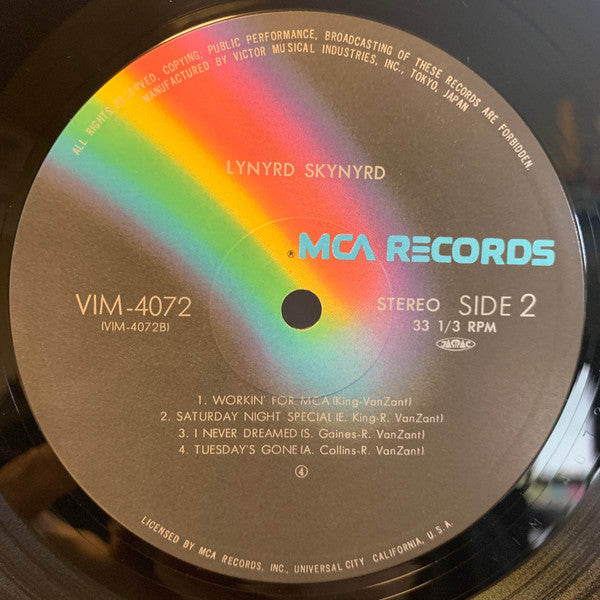 ALL RIGHTS RESERVED, COPYING, PUBLIC PERFORMANCE, BROADCASTING OF THESE RECORDS ARE FORBIDDEN.
MANUFACTURED BY VICTOR MUSICAL INDUSTRIES, INC., TOKYO, JAPAN
LYNYRD SKYNYRD
® MCA RECORDS
VIM-4072
(VIM-4072B)
STEREO SIDE 2
33 1/3 RPM
JASRAC
1. WORKIN' FOR MCA (King-VanZant)
2. SATURDAY NIGHT SPECIAL (E. King-R. VanZant)
3. I NEVER DREAMED (S. Gaines-R. VanZant)
4. TUESDAY'S GONE (A. Collins-R. VanZant)
④
LICENSED BY MCA RECORDS, INC., UNIVERSAL CITY CALIFORNIA, U.S.A.